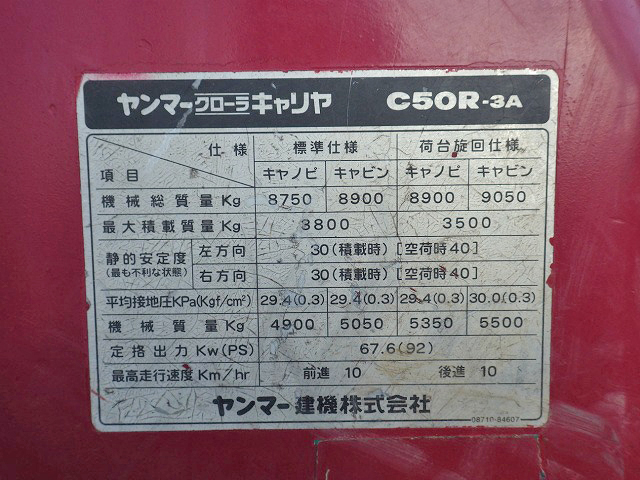 ヤンマークローラキャリヤ C50R-3A
仕様 標準仕様 荷台旋回仕様
項目 キャノピ キャビン キャノピ キャビン
機械総質量Kg 8750 8900 8900 9050
最大積載質量Kg 3800 3500
静的安定度 (最も不利な状態) 左方向 30(積載時)[空荷時40]
右方向 30(積載時)[空荷時40]
平均接地圧KPa(Kgf/cm²) 29.4(0.3) 29.4(0.3) 29.4(0.3) 30.0(0.3)
機械質量Kg 4900 5050 5350 5500
定挌出力Kw(PS) 67.6(92)
最高走行速度Km/hr 前進 10 後進 10
ヤンマー建機株式会社
08710-84607